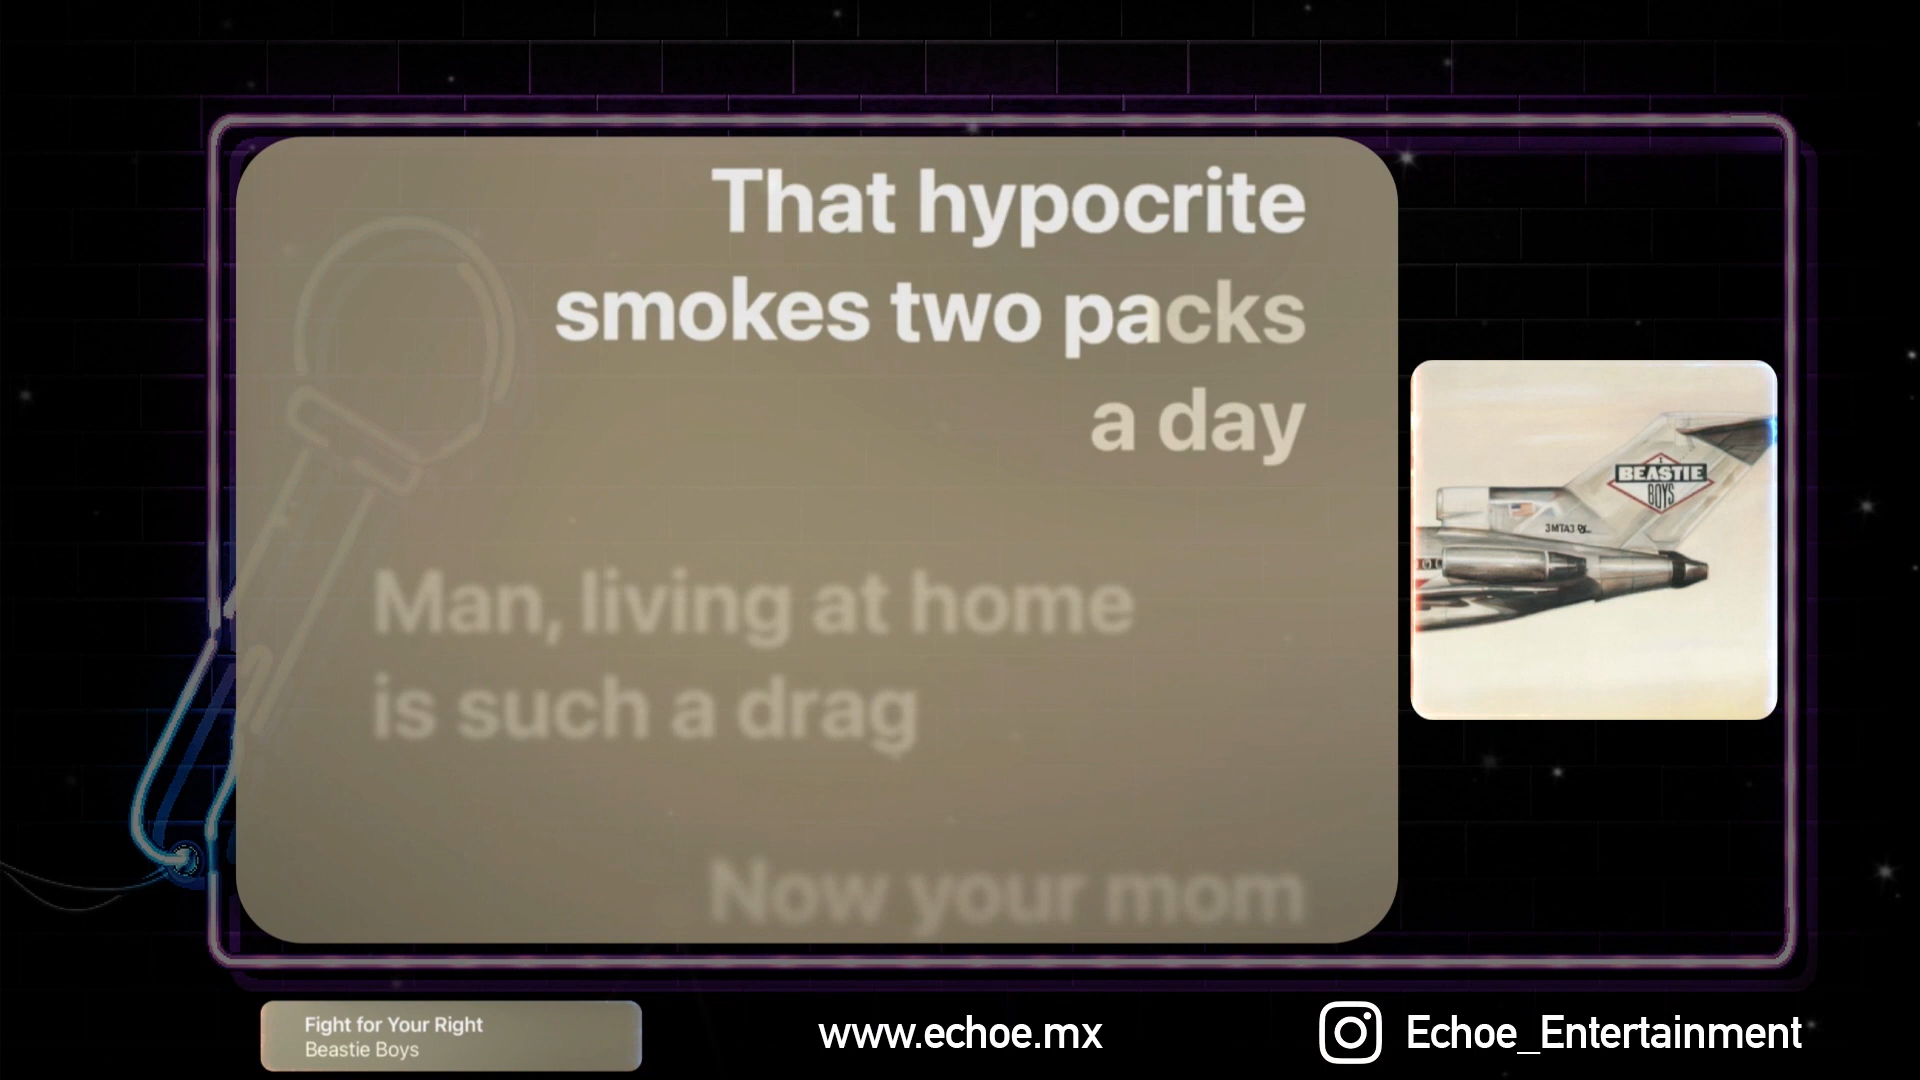 That hypocrite
smokes two packs
a day
Man, living at home
is such a drag
Now your mom
BEASTIE
BOYS
3MTA3
Fight for Your Right
Beastie Boys
www.echoe.mx
Echoe_Entertainment